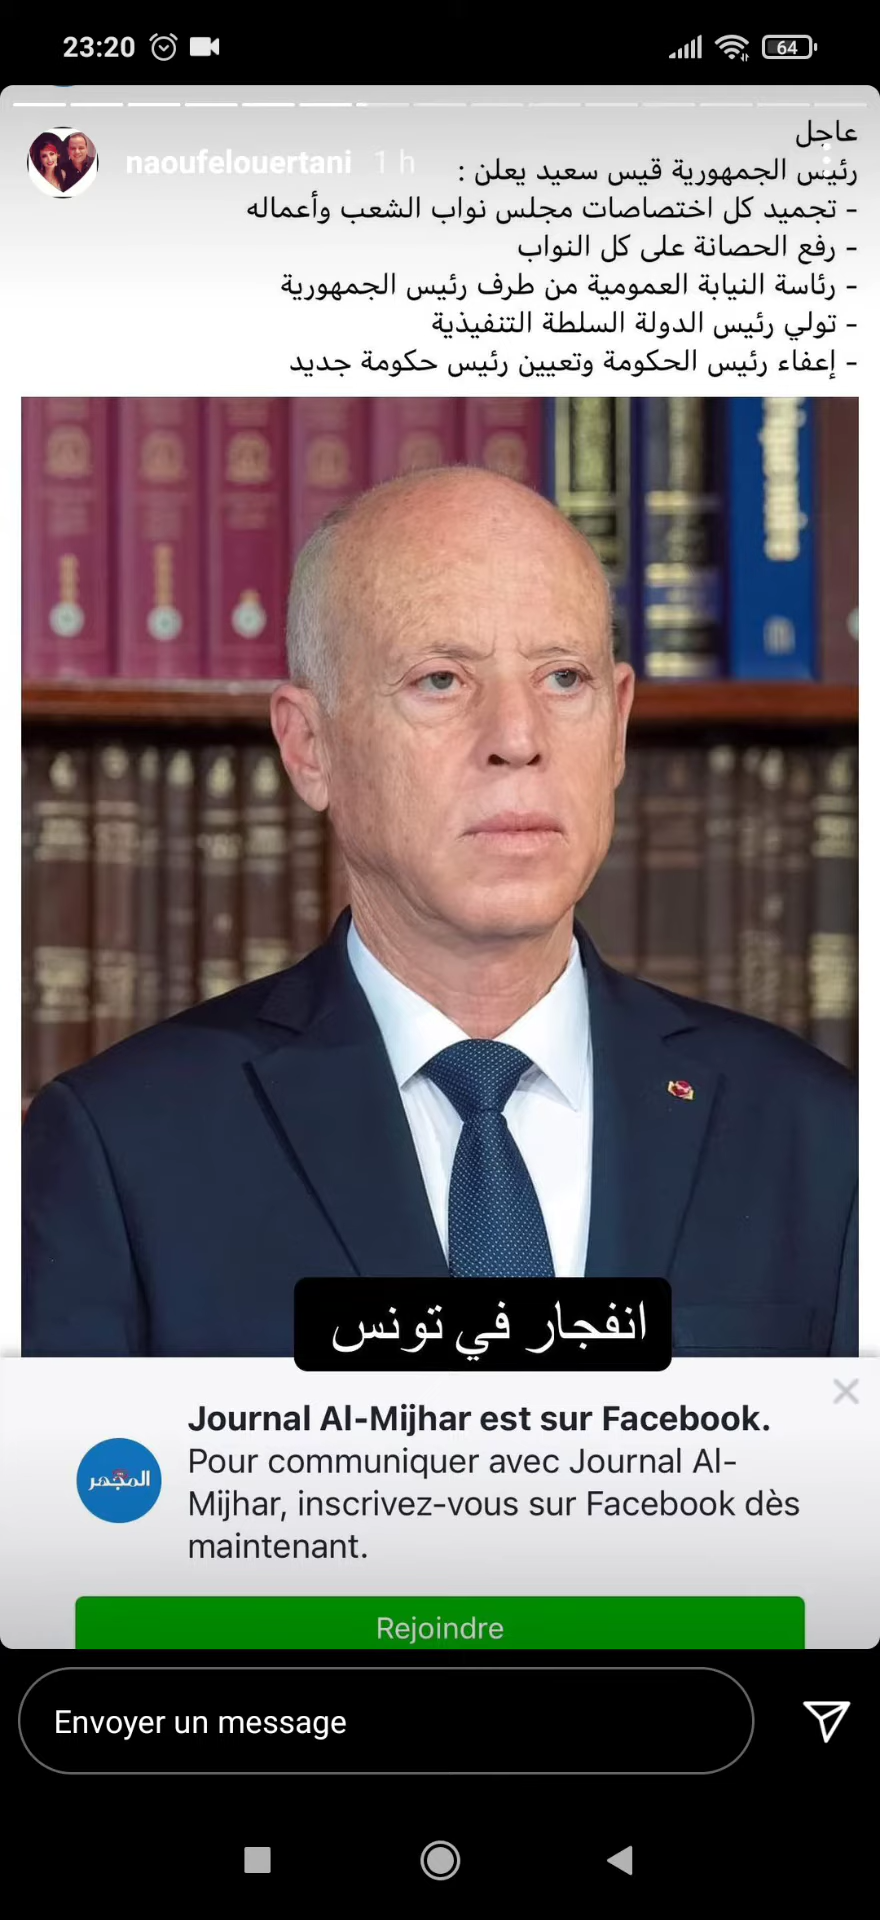 23:20
64
عاجل
naoufelouertani 1 h
رئيس الجمهورية قيس سعيد يعلن :
- تجميد كل اختصاصات مجلس نواب الشعب وأعماله
- رفع الحصانة على كل النواب
- رئاسة النيابة العمومية من طرف رئيس الجمهورية
- تولي رئيس الدولة السلطة التنفيذية
- إعفاء رئيس الحكومة وتعيين رئيس حكومة جديد
انفجار في تونس
Journal Al-Mijhar est sur Facebook.
المجهر
Pour communiquer avec Journal Al-
Mijhar, inscrivez-vous sur Facebook dès
maintenant.
Rejoindre
Envoyer un message